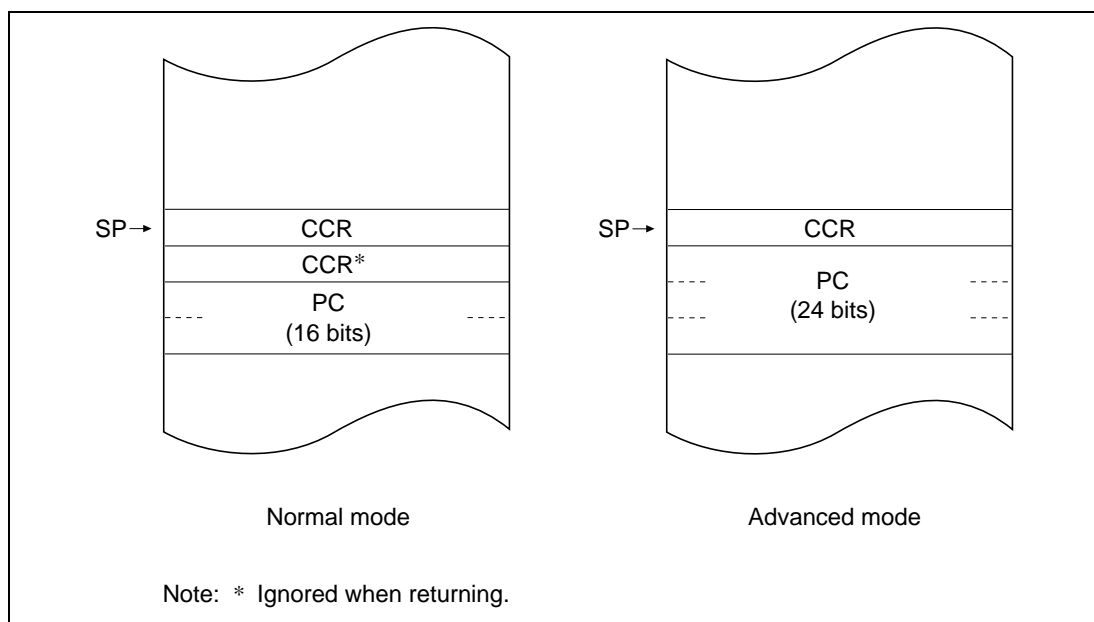 SP→ CCR
CCR*
PC
(16 bits)
Normal mode
SP→ CCR
PC
(24 bits)
Advanced mode
Note: * Ignored when returning.